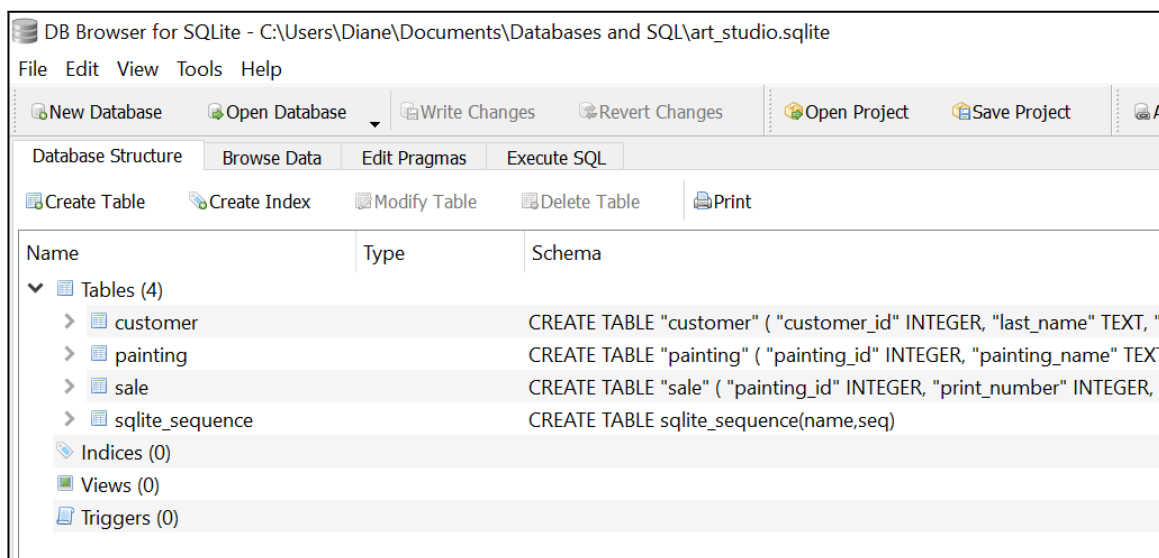 DB Browser for SQLite - C:\Users\Diane\Documents\Databases and SQL\art_studio.sqlite
File Edit View Tools Help
New Database Open Database Write Changes Revert Changes Open Project Save Project
Database Structure Browse Data Edit Pragmas Execute SQL
Create Table Create Index Modify Table Delete Table Print
Name Type Schema
Tables (4)
customer CREATE TABLE "customer" ( "customer_id" INTEGER, "last_name" TEXT, "
painting CREATE TABLE "painting" ( "painting_id" INTEGER, "painting_name" TEXT
sale CREATE TABLE "sale" ( "painting_id" INTEGER, "print_number" INTEGER,
sqlite_sequence CREATE TABLE sqlite_sequence(name,seq)
Indices (0)
Views (0)
Triggers (0)